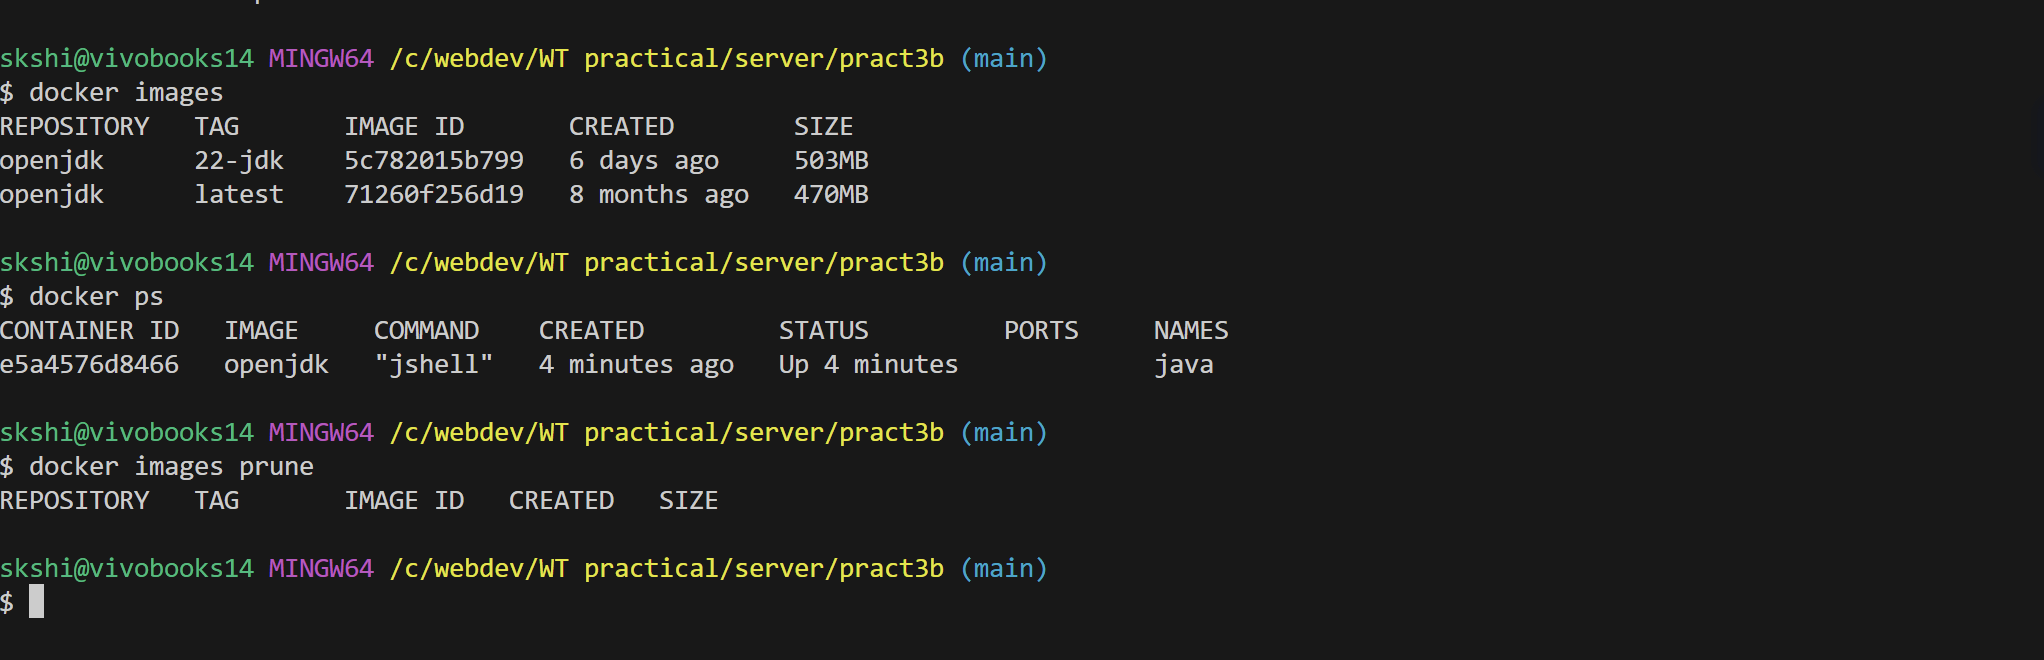 skshi@vivobooks14 MINGW64 /c/webdev/WT practical/server/pract3b (main)
$ docker images
REPOSITORY   TAG       IMAGE ID       CREATED        SIZE
openjdk      22-jdk    5c782015b799   6 days ago     503MB
openjdk      latest    71260f256d19   8 months ago   470MB
skshi@vivobooks14 MINGW64 /c/webdev/WT practical/server/pract3b (main)
$ docker ps
CONTAINER ID   IMAGE     COMMAND   CREATED         STATUS         PORTS     NAMES
e5a4576d8466   openjdk   "jshell"   4 minutes ago   Up 4 minutes             java
skshi@vivobooks14 MINGW64 /c/webdev/WT practical/server/pract3b (main)
$ docker images prune
REPOSITORY   TAG       IMAGE ID   CREATED   SIZE
skshi@vivobooks14 MINGW64 /c/webdev/WT practical/server/pract3b (main)
$